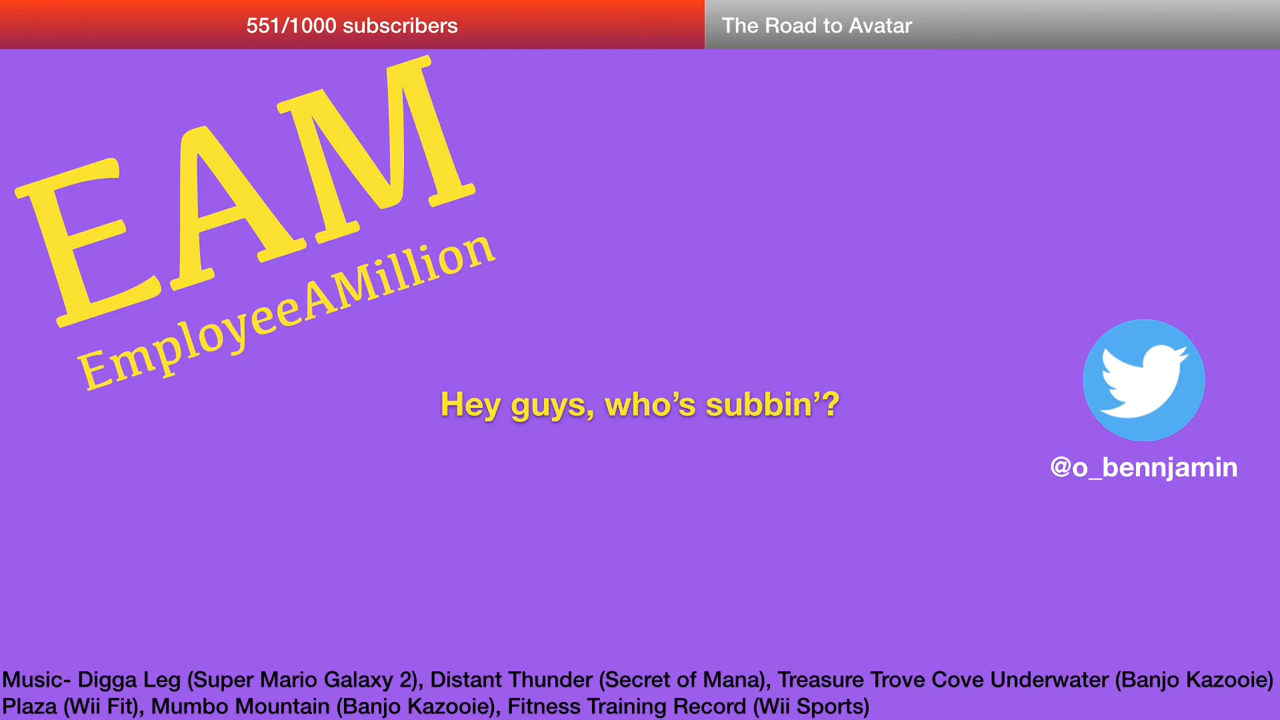 551/1000 subscribers
The Road to Avatar
EAM
EmployeeAMillion
Hey guys, who’s subbin’?
@o_bennjamin
Music- Digga Leg (Super Mario Galaxy 2), Distant Thunder (Secret of Mana), Treasure Trove Cove Underwater (Banjo Kazooie)
Plaza (Wii Fit), Mumbo Mountain (Banjo Kazooie), Fitness Training Record (Wii Sports)